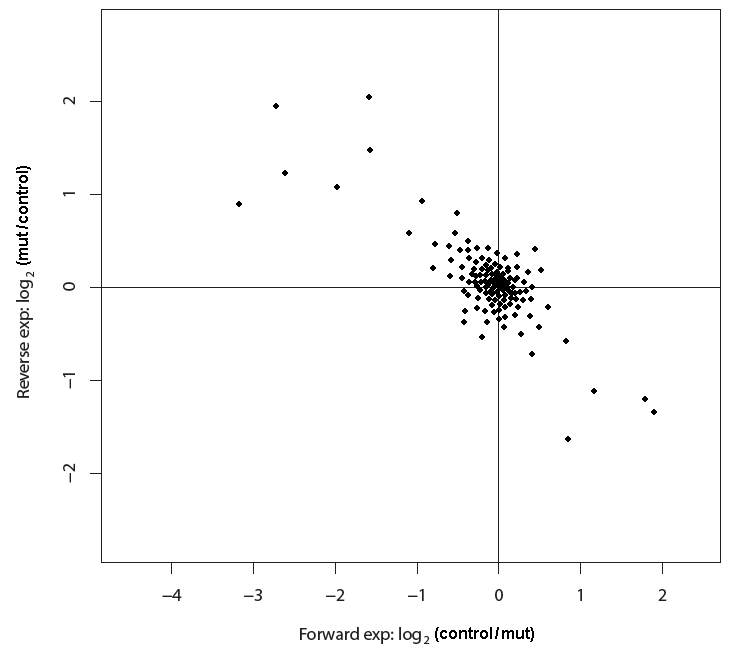 2
1
0
−1
−2
Reverse exp: log2 (mut/control)
−4 −3 −2 −1 0 1 2
Forward exp: log2 (control/mut)